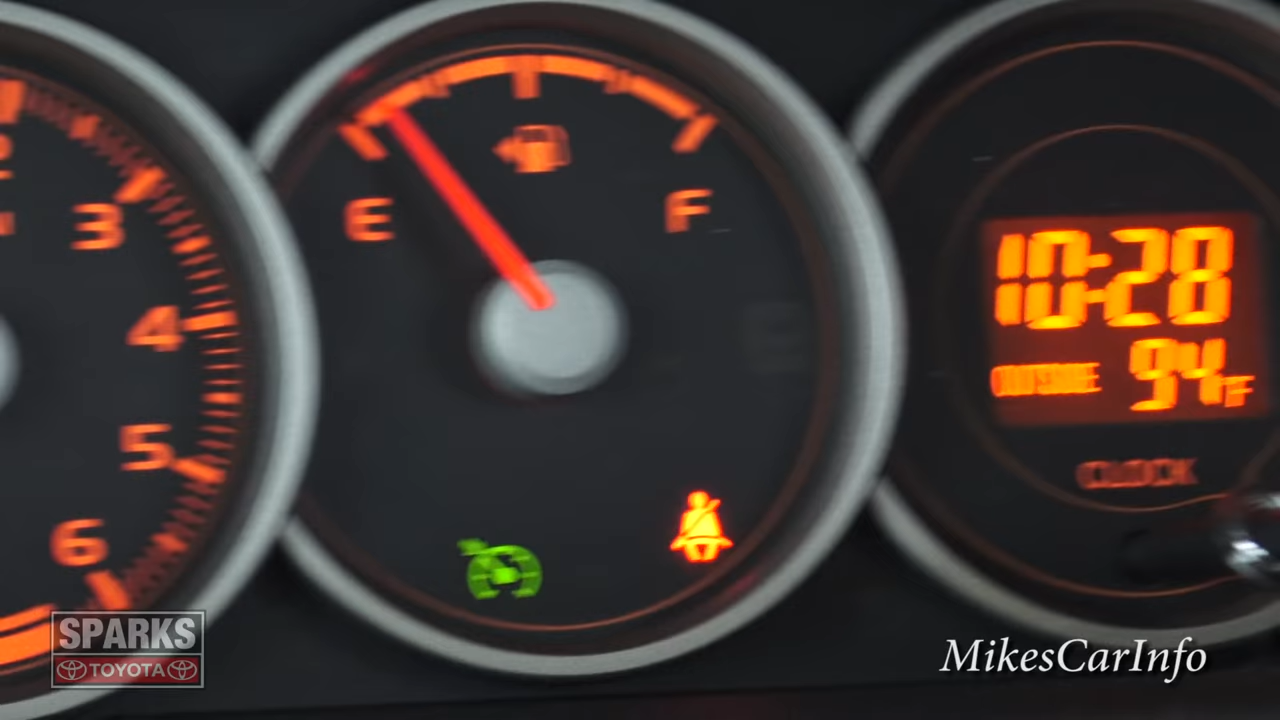 3
4
5
6
E
F
10:28
OUTSIDE 94°F
CLOCK
SPARKS
TOYOTA
MikesCarInfo